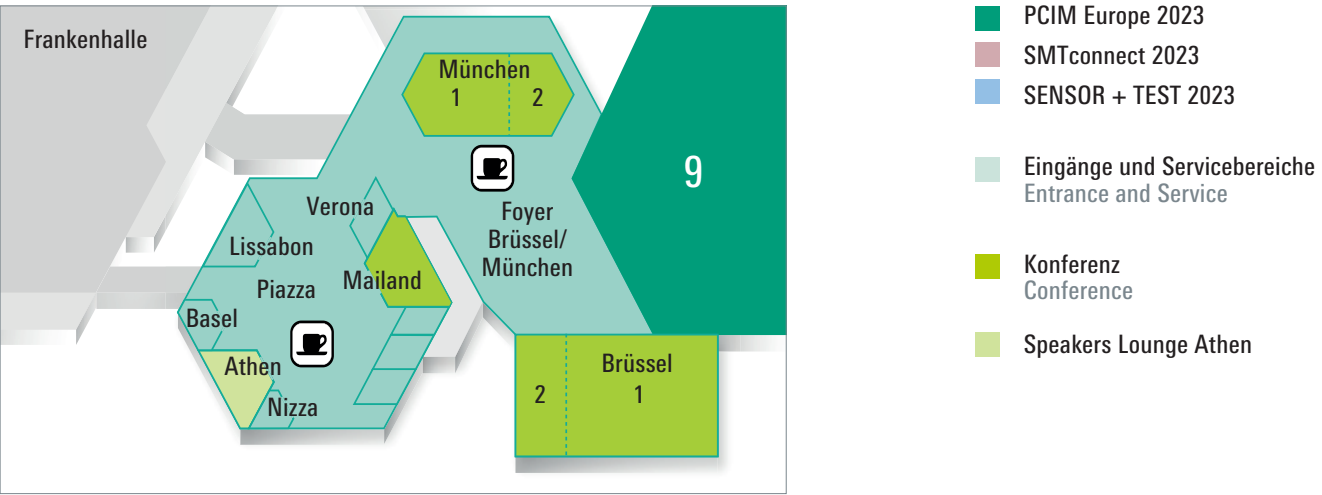 Frankenhalle
München
1 2
9
Verona
Foyer
Brüssel/
München
Lissabon
Mailand
Piazza
Basel
Athen
Nizza
Brüssel
2 1
PCIM Europe 2023
SMTconnect 2023
SENSOR + TEST 2023
Eingänge und Servicebereiche
Entrance and Service
Konferenz
Conference
Speakers Lounge Athen